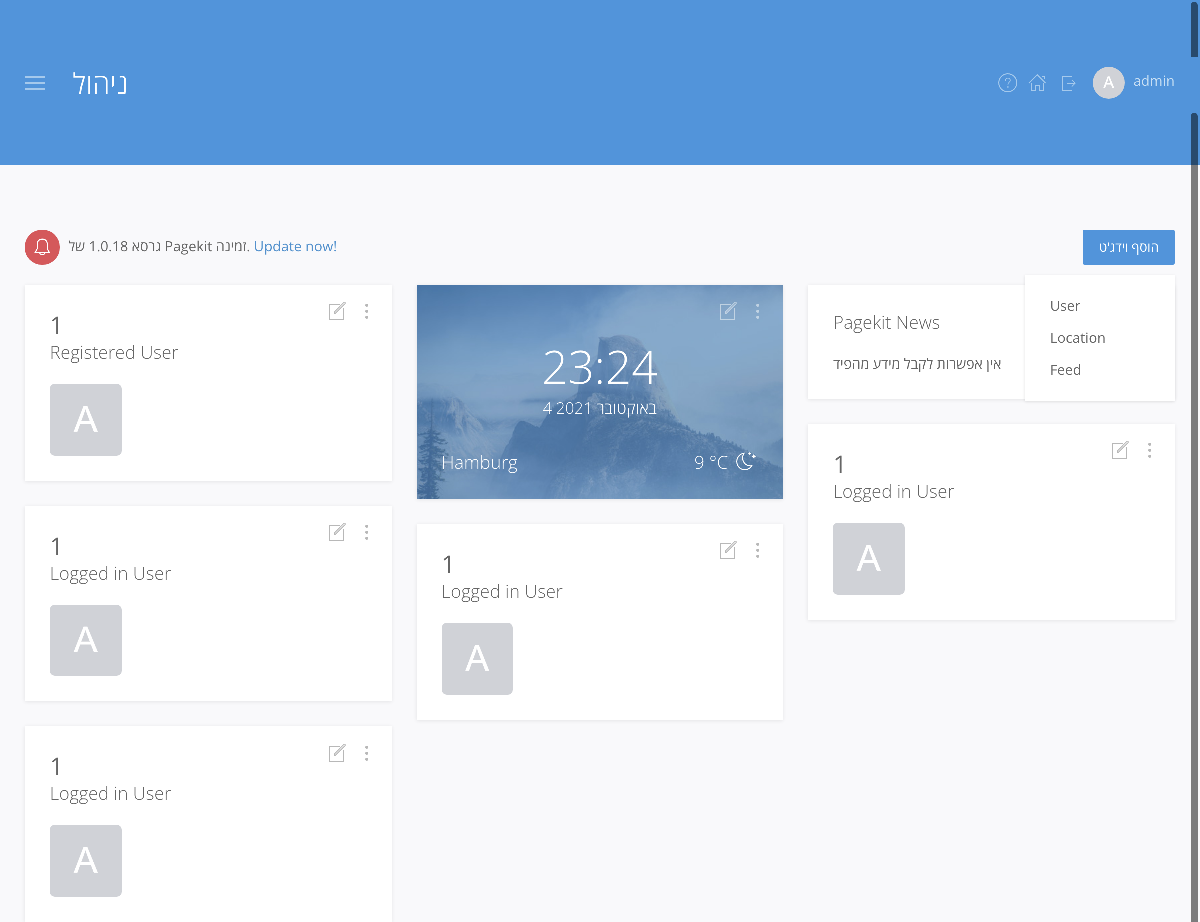 ניהול
A
admin
גרסא 1.0.18 של Pagekit זמינה. Update now!
הוסף וידג'ט
User
Location
Feed
1
Registered User
A
23:24
4 באוקטובר 2021
Hamburg
9 °C
Pagekit News
אין אפשרות לקבל מידע מהפיד
1
Logged in User
A
1
Logged in User
A
1
Logged in User
A
1
Logged in User
A